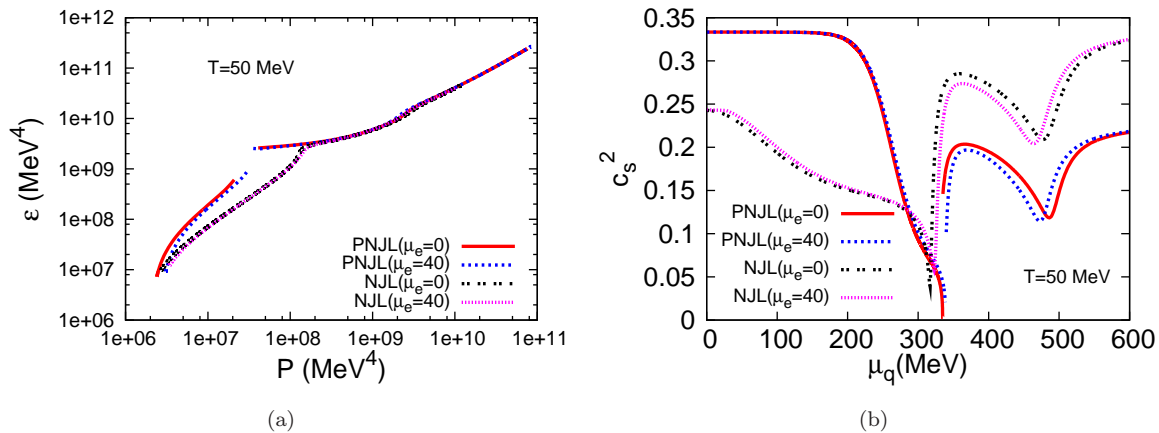 1e+12
1e+11
1e+10
1e+09
1e+08
1e+07
1e+06
ε (MeV⁴)
T=50 MeV
PNJL(μₑ=0)
PNJL(μₑ=40)
NJL(μₑ=0)
NJL(μₑ=40)
1e+06 1e+07 1e+08 1e+09 1e+10 1e+11
P (MeV⁴)
(a)
0.35
0.3
0.25
0.2
0.15
0.1
0.05
0
cₛ²
PNJL(μₑ=0)
PNJL(μₑ=40)
NJL(μₑ=0)
NJL(μₑ=40)
T=50 MeV
0 100 200 300 400 500 600
μ_q(MeV)
(b)